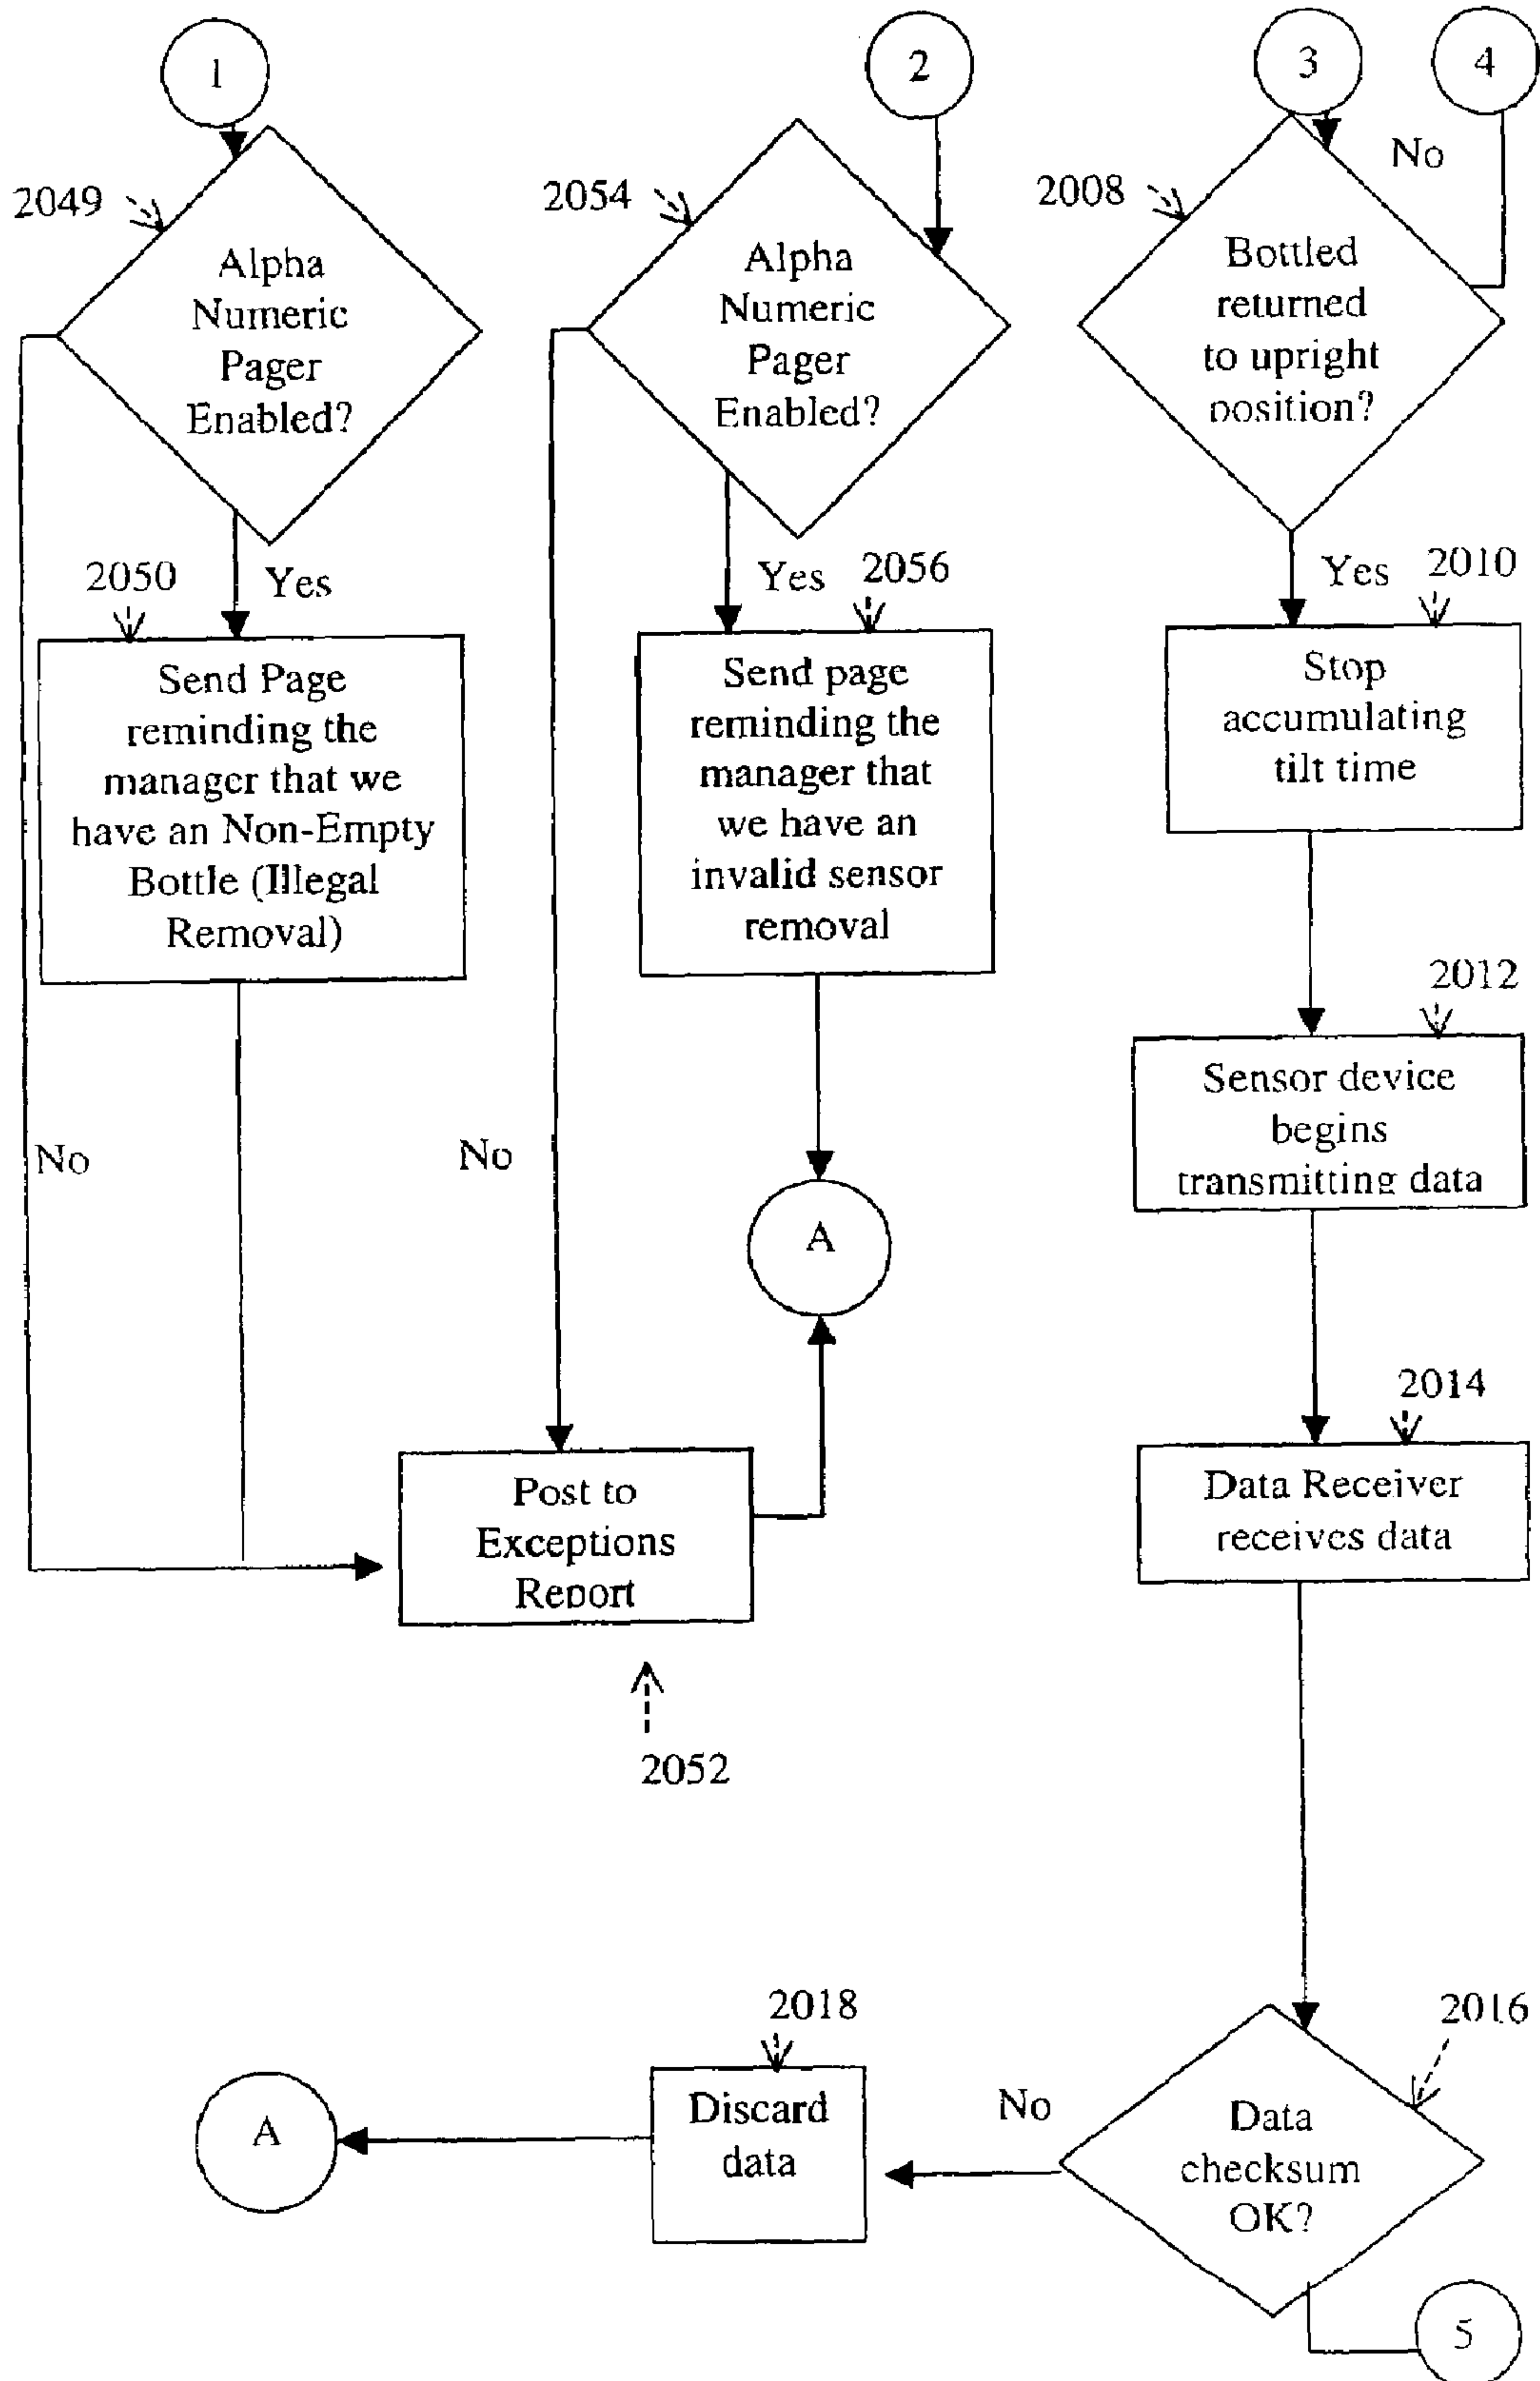 1
2
3
4
No
2049
2054
2008
Alpha
Numeric
Pager
Enabled?
Alpha
Numeric
Pager
Enabled?
Bottled
returned
to upright
position?
2050
Yes
Yes
2056
Yes
2010
Send Page
reminding the
manager that we
have an Non-Empty
Bottle (Illegal
Removal)
Send page
reminding the
manager that
we have an
invalid sensor
removal
Stop
accumulating
tilt time
2012
Sensor device
begins
transmitting data
No
No
A
2014
Data Receiver
receives data
Post to
Exceptions
Report
2052
2018
2016
Discard
data
A
No
Data
checksum
OK?
5